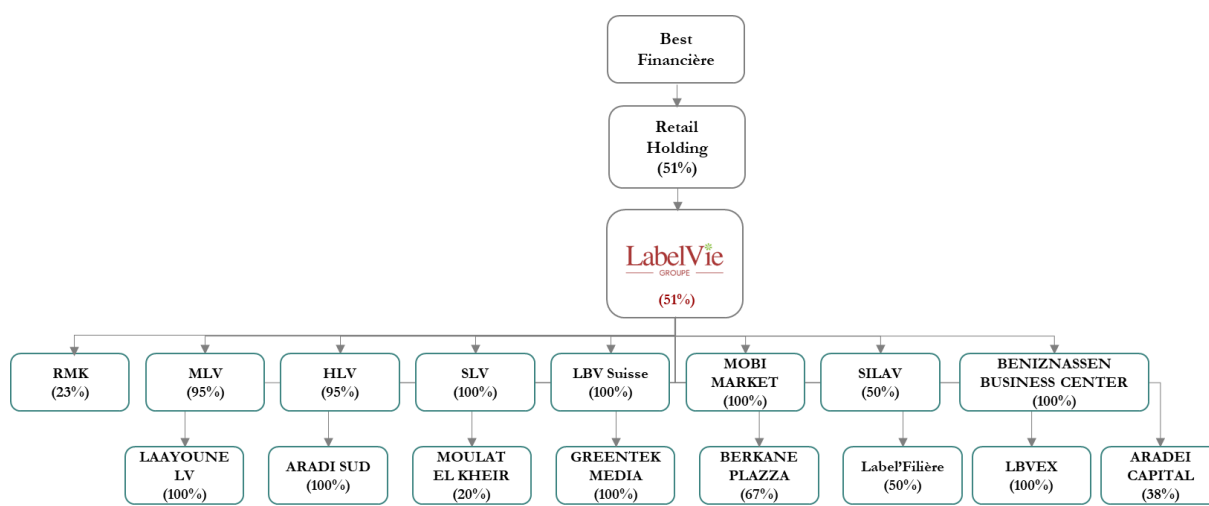 Best
Financière
Retail
Holding
(51%)
LabelVie
GROUPE
(51%)
RMK
(23%)
MLV
(95%)
HLV
(95%)
SLV
(100%)
LBV Suisse
(100%)
MOBI
MARKET
(100%)
SILAV
(50%)
BENIZNASSEN
BUSINESS CENTER
(100%)
LAAYOUNE
LV
(100%)
ARADI SUD
(100%)
MOULAT
EL KHEIR
(20%)
GREENTEK
MEDIA
(100%)
BERKANE
PLAZZA
(67%)
Label'Filière
(50%)
LBVEX
(100%)
ARADEI
CAPITAL
(38%)